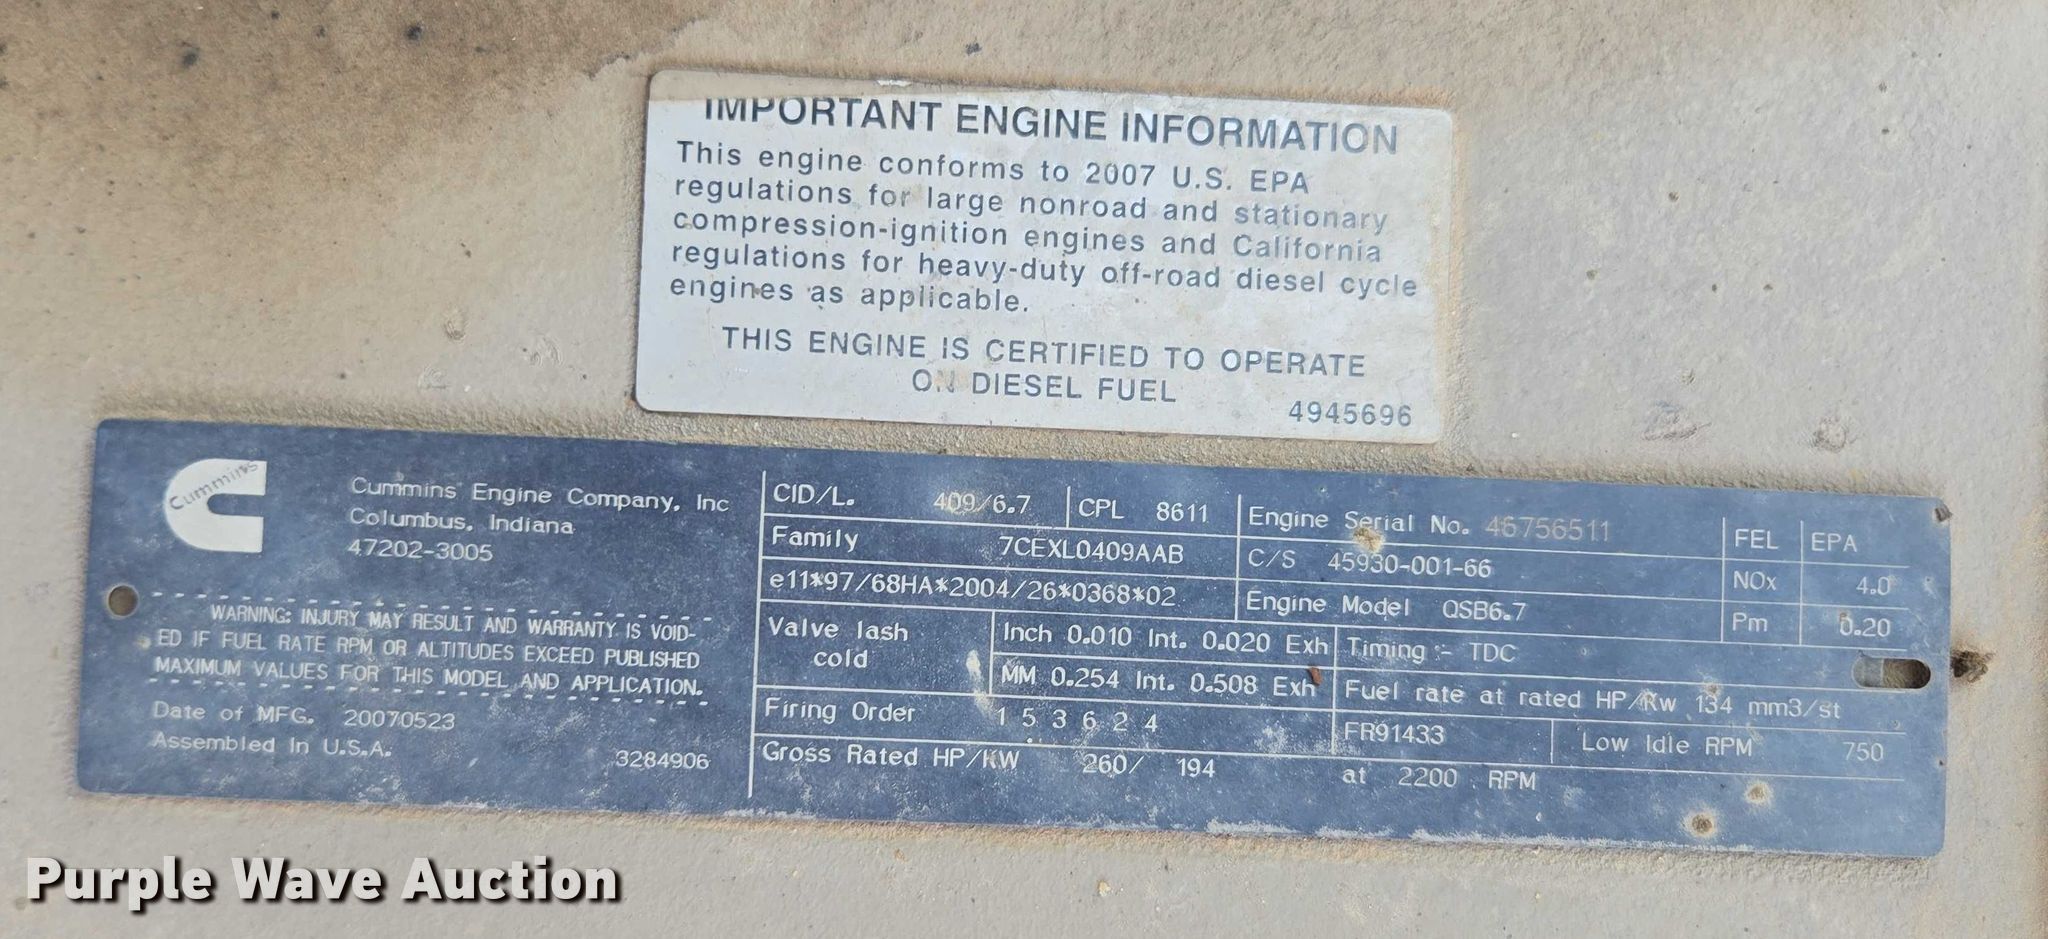 IMPORTANT ENGINE INFORMATION
This engine conforms to 2007 U.S. EPA
regulations for large nonroad and stationary
compression-ignition engines and California
regulations for heavy-duty off-road diesel cycle
engines as applicable.
THIS ENGINE IS CERTIFIED TO OPERATE
ON DIESEL FUEL
4945696
Cummins
Cummins Engine Company, Inc
Columbus, Indiana
47202-3005
WARNING: INJURY MAY RESULT AND WARRANTY IS VOID-
ED IF FUEL RATE RPM OR ALTITUDES EXCEED PUBLISHED
MAXIMUM VALUES FOR THIS MODEL AND APPLICATION.
Date of MFG. 20070523
Assembled In U.S.A.
3284906
CID/L. 409/6.7 CPL 8611
Family 7CEXL0409AAB
e11*97/68HA*2004/26*0368*02
Valve lash cold
Inch 0.010 Int. 0.020 Exh
MM 0.254 Int. 0.508 Exh
Firing Order 1 5 3 6 2 4
Gross Rated HP/KW 260/ 194 at 2200 RPM
Engine Serial No. 46756511
C/S 45930-001-66
Engine Model QSB6.7
Timing :- TDC
Fuel rate at rated HP/Kw 134 mm3/st
FR91433 Low Idle RPM 750
FEL EPA
NOx 4.0
Pm 0.20
Purple Wave Auction